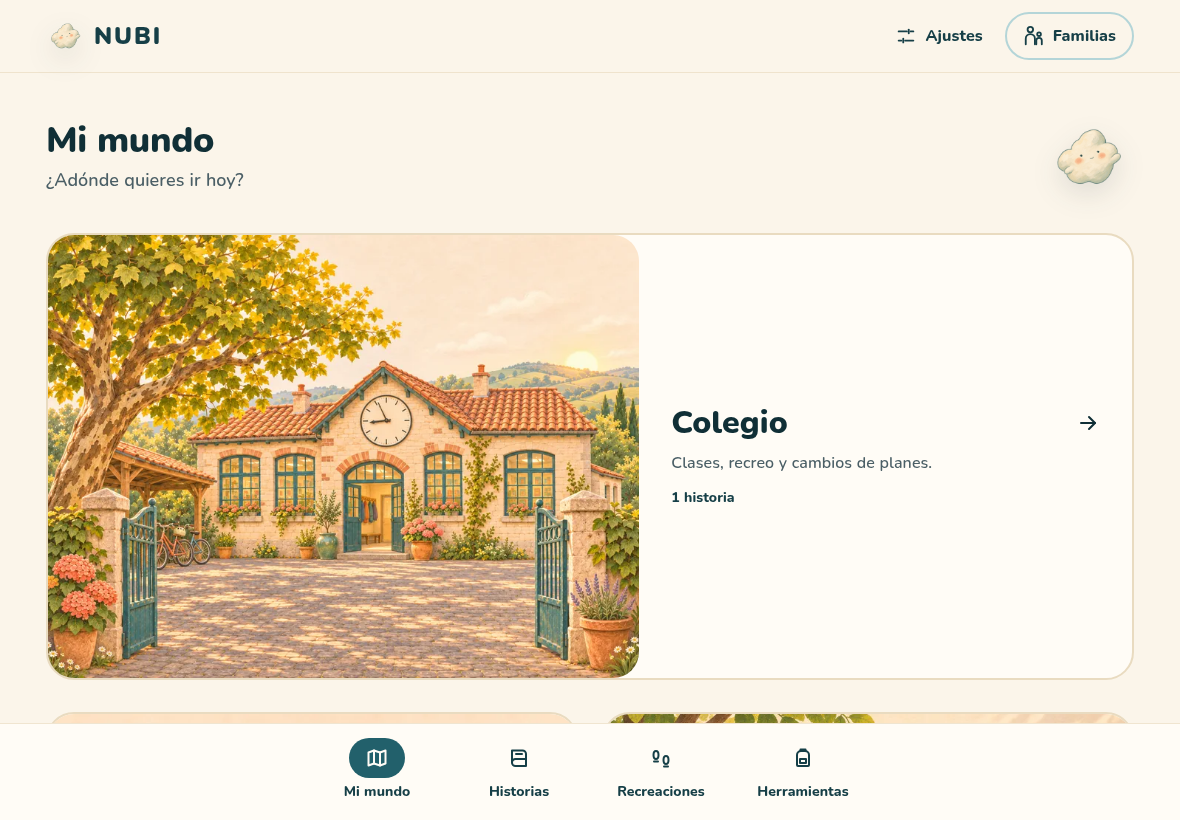 NUBI
Ajustes
Familias
Mi mundo
¿Adónde quieres ir hoy?
Colegio
Clases, recreo y cambios de planes.
1 historia
Mi mundo
Historias
Recreaciones
Herramientas